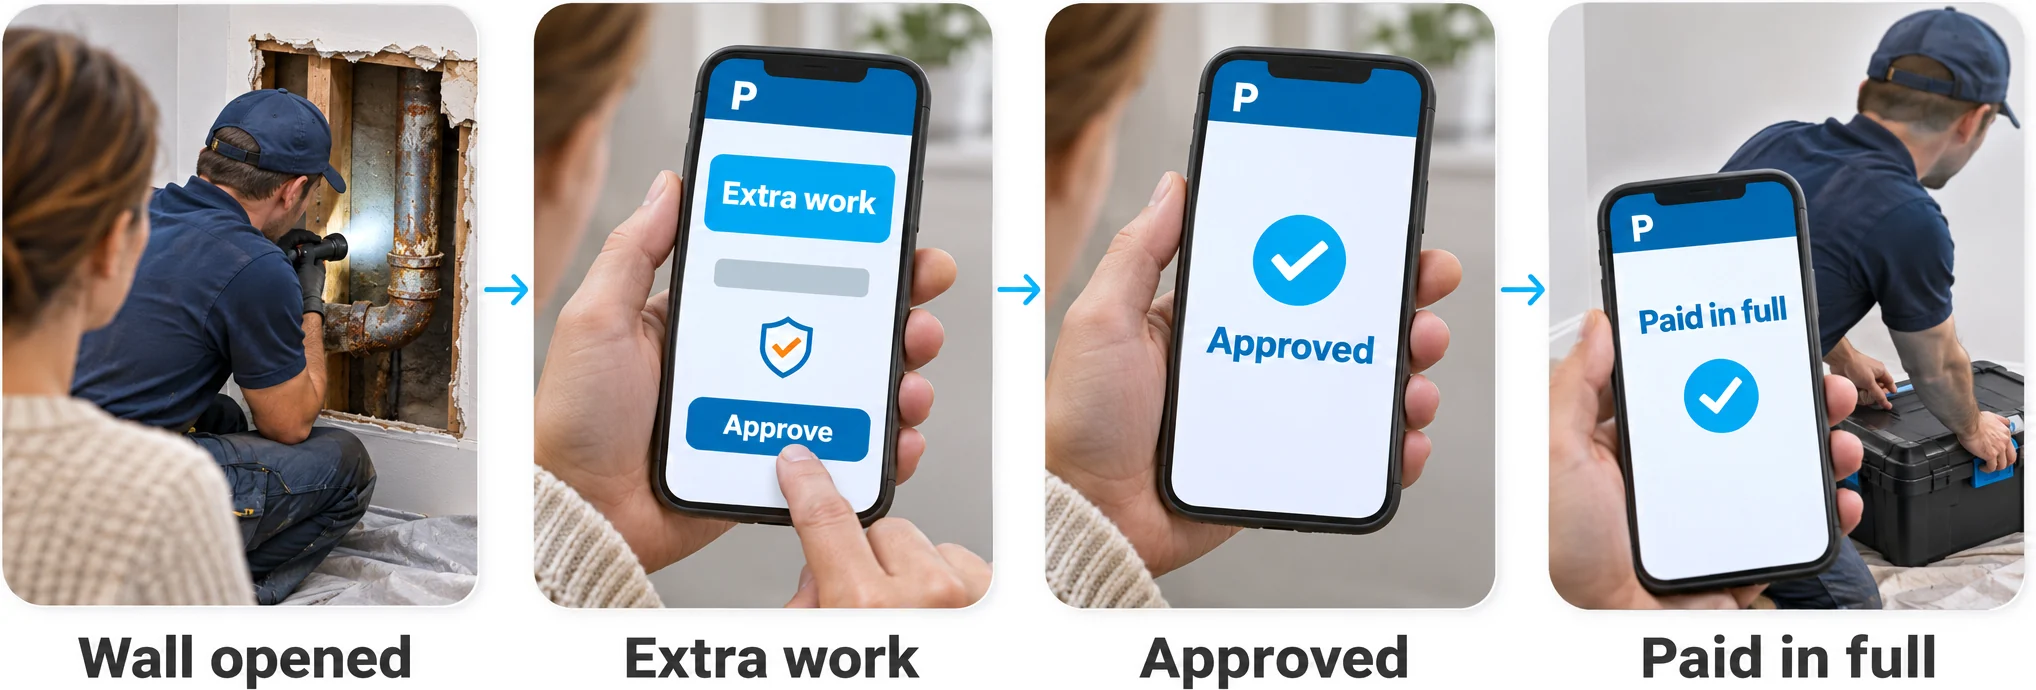 P
Extra work
Approve
P
Approved
P
Paid in full
Wall opened
Extra work
Approved
Paid in full